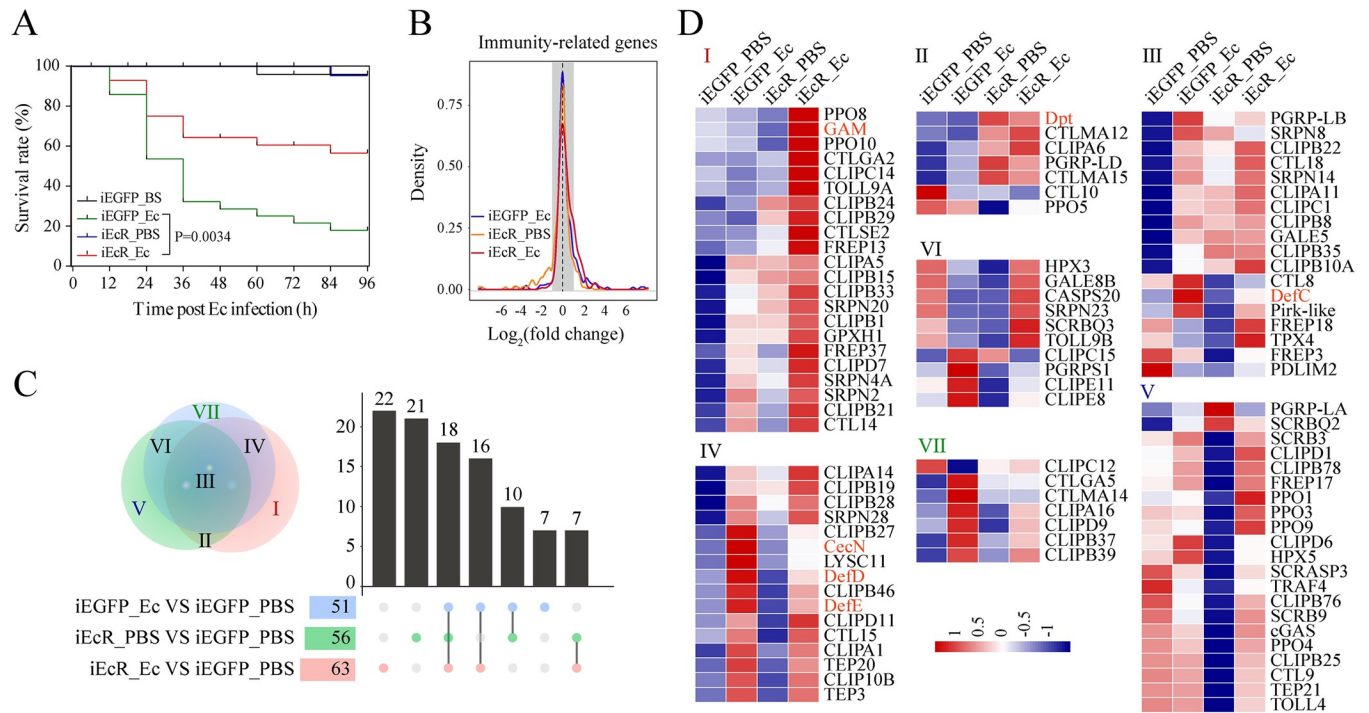 A
Survival rate (%)
100
80
60
40
20
0
iEGFP_BS
iEGFP_Ec
iEcR_PBS
iEcR_Ec
P=0.0034
0 12 24 36 48 60 72 84 96
Time post Ec infection (h)
B
Immunity-related genes
Density
0.75
0.50
0.25
0.00
iEGFP_Ec
iEcR_PBS
iEcR_Ec
-6 -4 -2 0 2 4 6
Log2(fold change)
C
VII
VI
IV
III
V
I
II
20
15
10
5
0
22
21
18
16
10
7
7
iEGFP_Ec VS iEGFP_PBS 51
iEcR_PBS VS iEGFP_PBS 56
iEcR_Ec VS iEGFP_PBS 63
D
I
iEGFP_PBS
iEGFP_Ec
iEcR_PBS
iEcR_Ec
PPO8
GAM
PPO10
CTLGA2
CLIPC14
TOLL9A
CLIPB24
CLIPB29
CTLSE2
FREP13
CLIPA5
CLIPB15
CLIPB33
SRPN20
CLIPB1
GPXH1
FREP37
CLIPD7
SRPN4A
SRPN2
CLIPB21
CTL14
IV
CLIPA14
CLIPB19
CLIPB28
SRPN28
CLIPB27
CecN
LYSC11
DefD
CLIPB46
DefE
CLIPD11
CTL15
CLIPA1
TEP20
CLIP10B
TEP3
II
iEGFP_PBS
iEGFP_Ec
iEcR_PBS
iEcR_Ec
Dpt
CTLMA12
CLIPA6
PGRP-LD
CTLMA15
CTL10
PPO5
VI
HPX3
GALE8B
CASPS20
SRPN23
SCRBQ3
TOLL9B
CLIPC15
PGRPS1
CLIPE11
CLIPE8
VII
CLIPC12
CTLGA5
CTLMA14
CLIPA16
CLIPD9
CLIPB37
CLIPB39
1 0.5 0 -0.5 -1
III
iEGFP_PBS
iEGFP_Ec
iEcR_PBS
iEcR_Ec
PGRP-LB
SRPN8
CLIPB22
CTL18
SRPN14
CLIPA11
CLIPC1
CLIPB8
GALE5
CLIPB35
CLIPB10A
CTL8
DefC
Pirk-like
FREP18
TPX4
FREP3
PDLIM2
V
PGRP-LA
SCRBQ2
SCRB3
CLIPD1
CLIPB78
FREP17
PPO1
PPO3
PPO9
CLIPD6
HPX5
SCRASP3
TRAF4
CLIPB76
SCRB9
cGAS
PPO4
CLIPB25
CTL9
TEP21
TOLL4